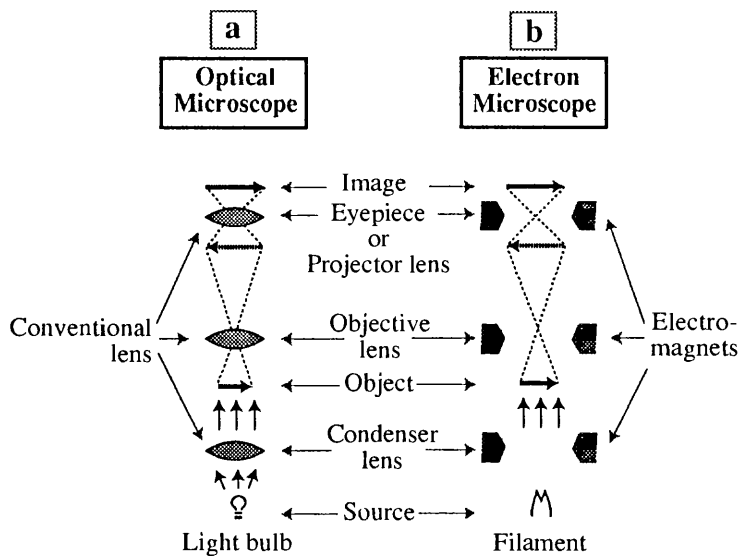 a
b
Optical
Microscope
Electron
Microscope
Image
Eyepiece
or
Projector lens
Conventional
lens
Objective
lens
Electro-
magnets
Object
Condenser
lens
Source
Light bulb
Filament